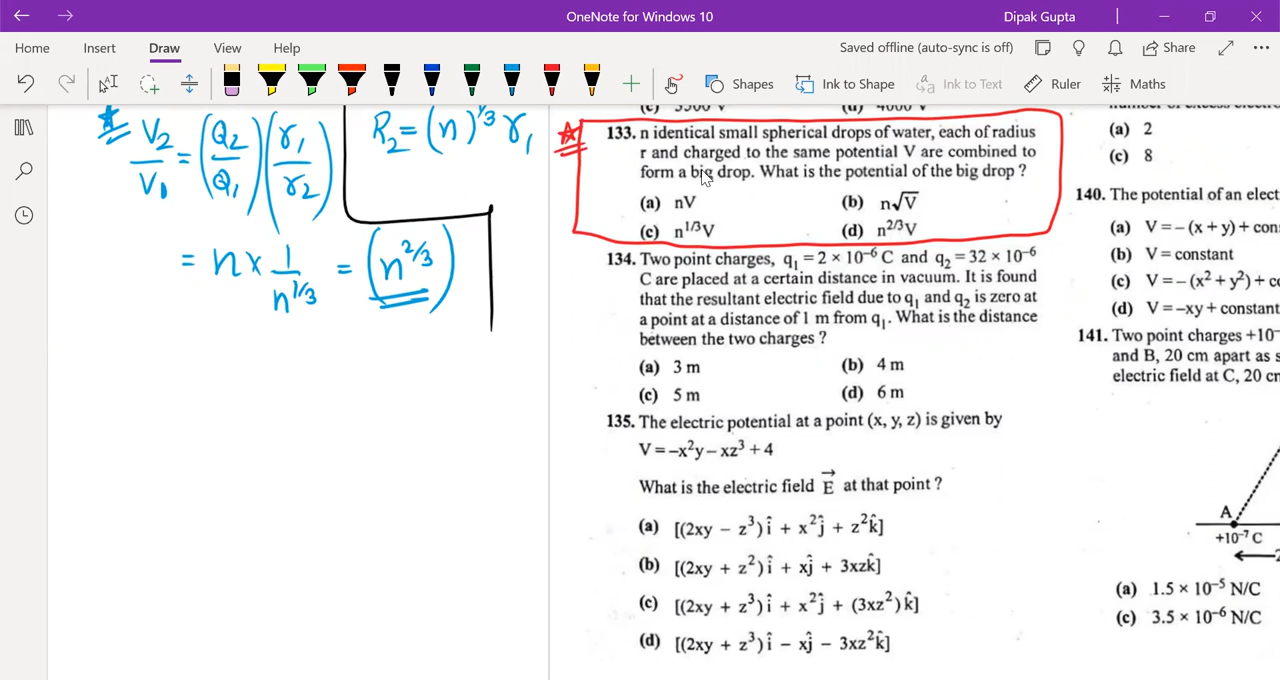 OneNote for Windows 10
Dipak Gupta
Home Insert Draw View Help
Saved offline (auto-sync is off)
Share
Shapes
Ink to Shape
Ink to Text
Ruler
Maths
V₂/V₁ = (Q₂/Q₁)(r₁/r₂)
= n × 1/n^1/3 = (n^2/3)
R₂ = (n)^1/3 r₁
133. n identical small spherical drops of water, each of radius
r and charged to the same potential V are combined to
form a big drop. What is the potential of the big drop ?
(a) nV (b) n√V
(c) n^1/3V (d) n^2/3V
134. Two point charges, q₁ = 2 × 10⁻⁶ C and q₂ = 32 × 10⁻⁶
C are placed at a certain distance in vacuum. It is found
that the resultant electric field due to q₁ and q₂ is zero at
a point at a distance of 1 m from q₁. What is the distance
between the two charges ?
(a) 3 m (b) 4 m
(c) 5 m (d) 6 m
135. The electric potential at a point (x, y, z) is given by
V = –x²y – xz³ + 4
What is the electric field E⃗ at that point ?
(a) [(2xy – z³)î + x²ĵ + z²k̂]
(b) [(2xy + z²)î + xĵ + 3xzk̂]
(c) [(2xy + z³)î + x²ĵ + (3xz²)k̂]
(d) [(2xy + z³)î – xĵ – 3xz²k̂]
(a) 2
(c) 8
140. The potential of an elect
(a) V = – (x + y) + con
(b) V = constant
(c) V = – (x² + y²) + co
(d) V = –xy + constant
141. Two point charges +10⁻
and B, 20 cm apart as s
electric field at C, 20 cm
A
+10⁻⁷ C
(a) 1.5 × 10⁻⁵ N/C
(c) 3.5 × 10⁻⁶ N/C